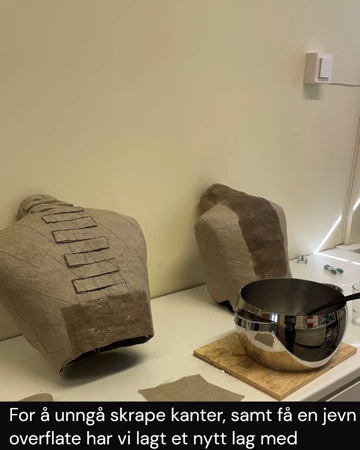 For å unngå skrape kanter, samt få en jevn
overflate har vi lagt et nytt lag med